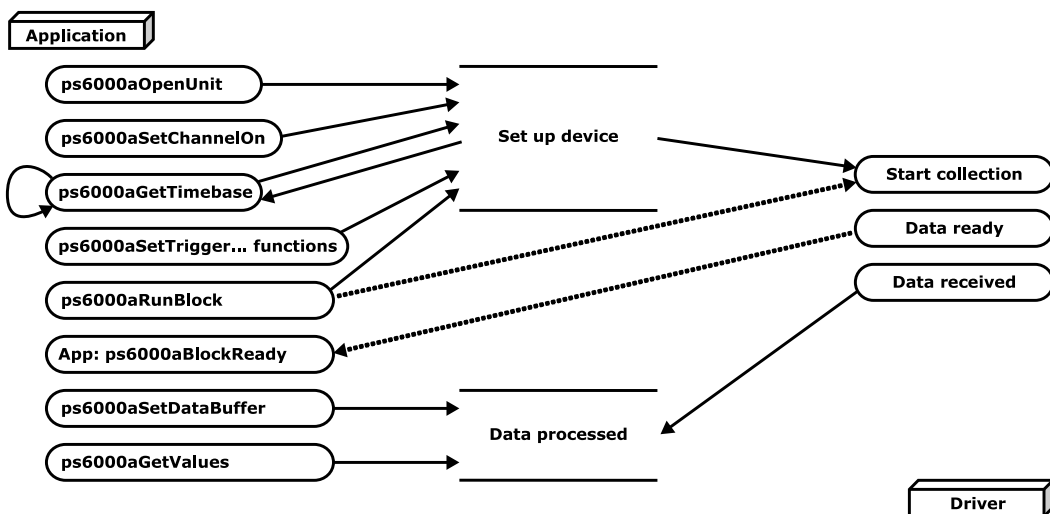 Application
ps6000aOpenUnit
ps6000aSetChannelOn
Set up device
ps6000aGetTimebase
Start collection
ps6000aSetTrigger... functions
Data ready
ps6000aRunBlock
Data received
App: ps6000aBlockReady
ps6000aSetDataBuffer
Data processed
ps6000aGetValues
Driver